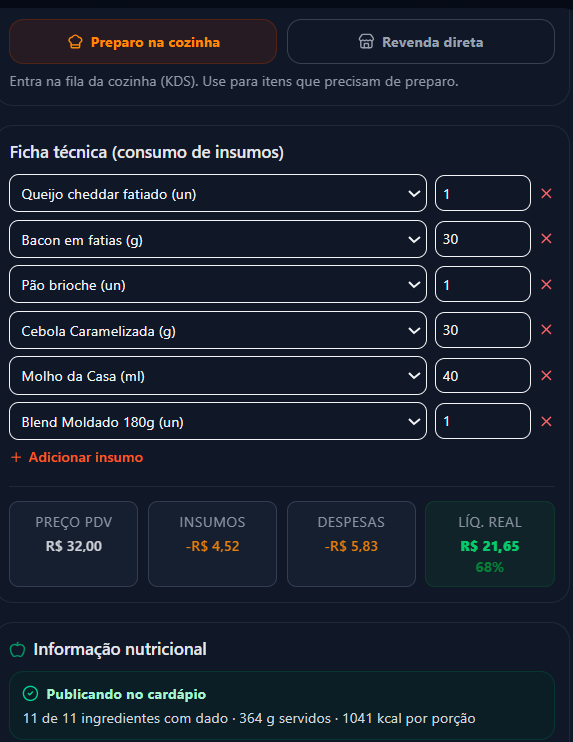 Preparo na cozinha
Revenda direta
Entra na fila da cozinha (KDS). Use para itens que precisam de preparo.
Ficha técnica (consumo de insumos)
Queijo cheddar fatiado (un) 1
Bacon em fatias (g) 30
Pão brioche (un) 1
Cebola Caramelizada (g) 30
Molho da Casa (ml) 40
Blend Moldado 180g (un) 1
+ Adicionar insumo
PREÇO PDV
R$ 32,00
INSUMOS
-R$ 4,52
DESPESAS
-R$ 5,83
LÍQ. REAL
R$ 21,65
68%
Informação nutricional
Publicando no cardápio
11 de 11 ingredientes com dado · 364 g servidos · 1041 kcal por porção